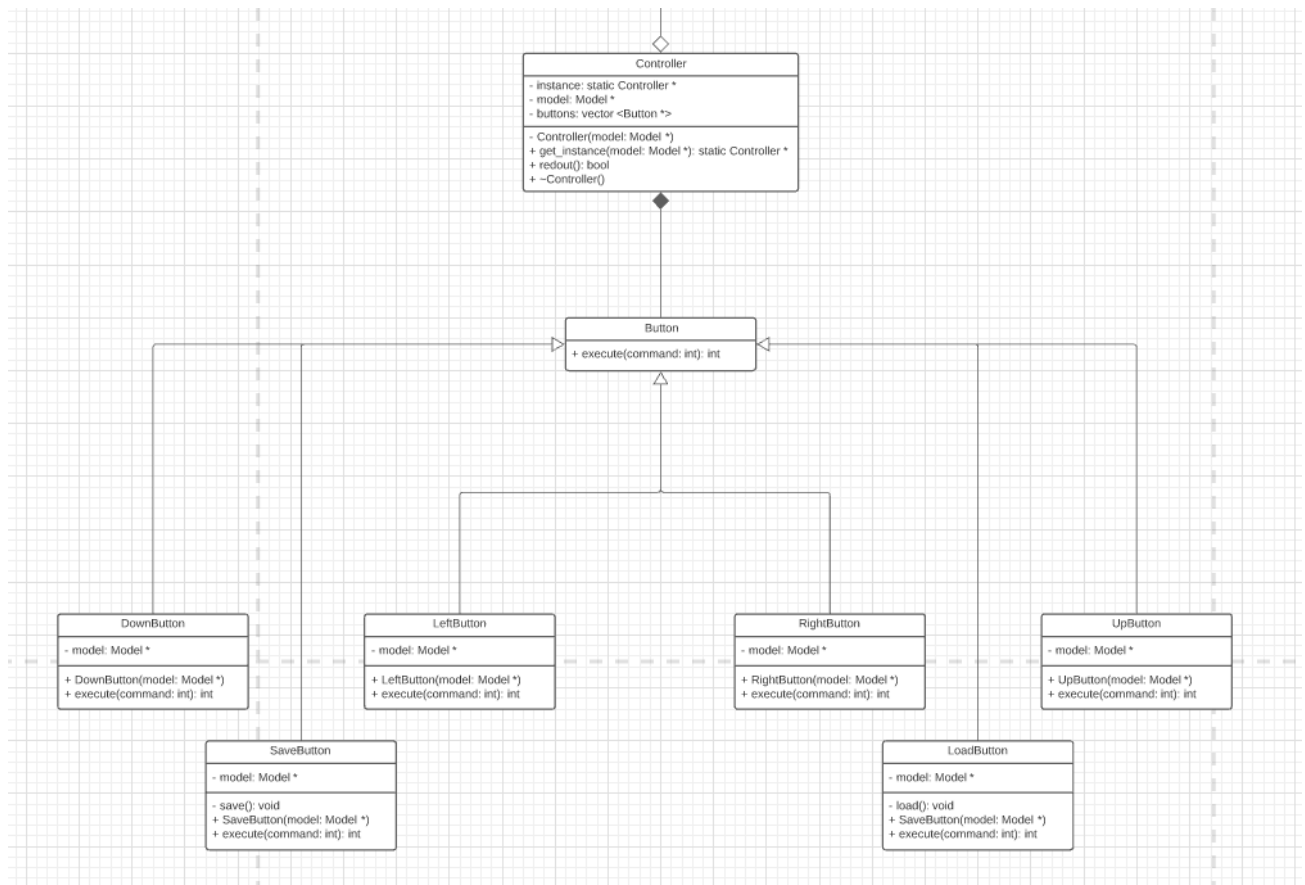 Controller
- instance: static Controller *
- model: Model *
- buttons: vector <Button *>
- Controller(model: Model *)
+ get_instance(model: Model *): static Controller *
+ redout(): bool
+ ~Controller()
Button
+ execute(command: int): int
DownButton
- model: Model *
+ DownButton(model: Model *)
+ execute(command: int): int
LeftButton
- model: Model *
+ LeftButton(model: Model *)
+ execute(command: int): int
RightButton
- model: Model *
+ RightButton(model: Model *)
+ execute(command: int): int
UpButton
- model: Model *
+ UpButton(model: Model *)
+ execute(command: int): int
SaveButton
- model: Model *
- save(): void
+ SaveButton(model: Model *)
+ execute(command: int): int
LoadButton
- model: Model *
- load(): void
+ SaveButton(model: Model *)
+ execute(command: int): int